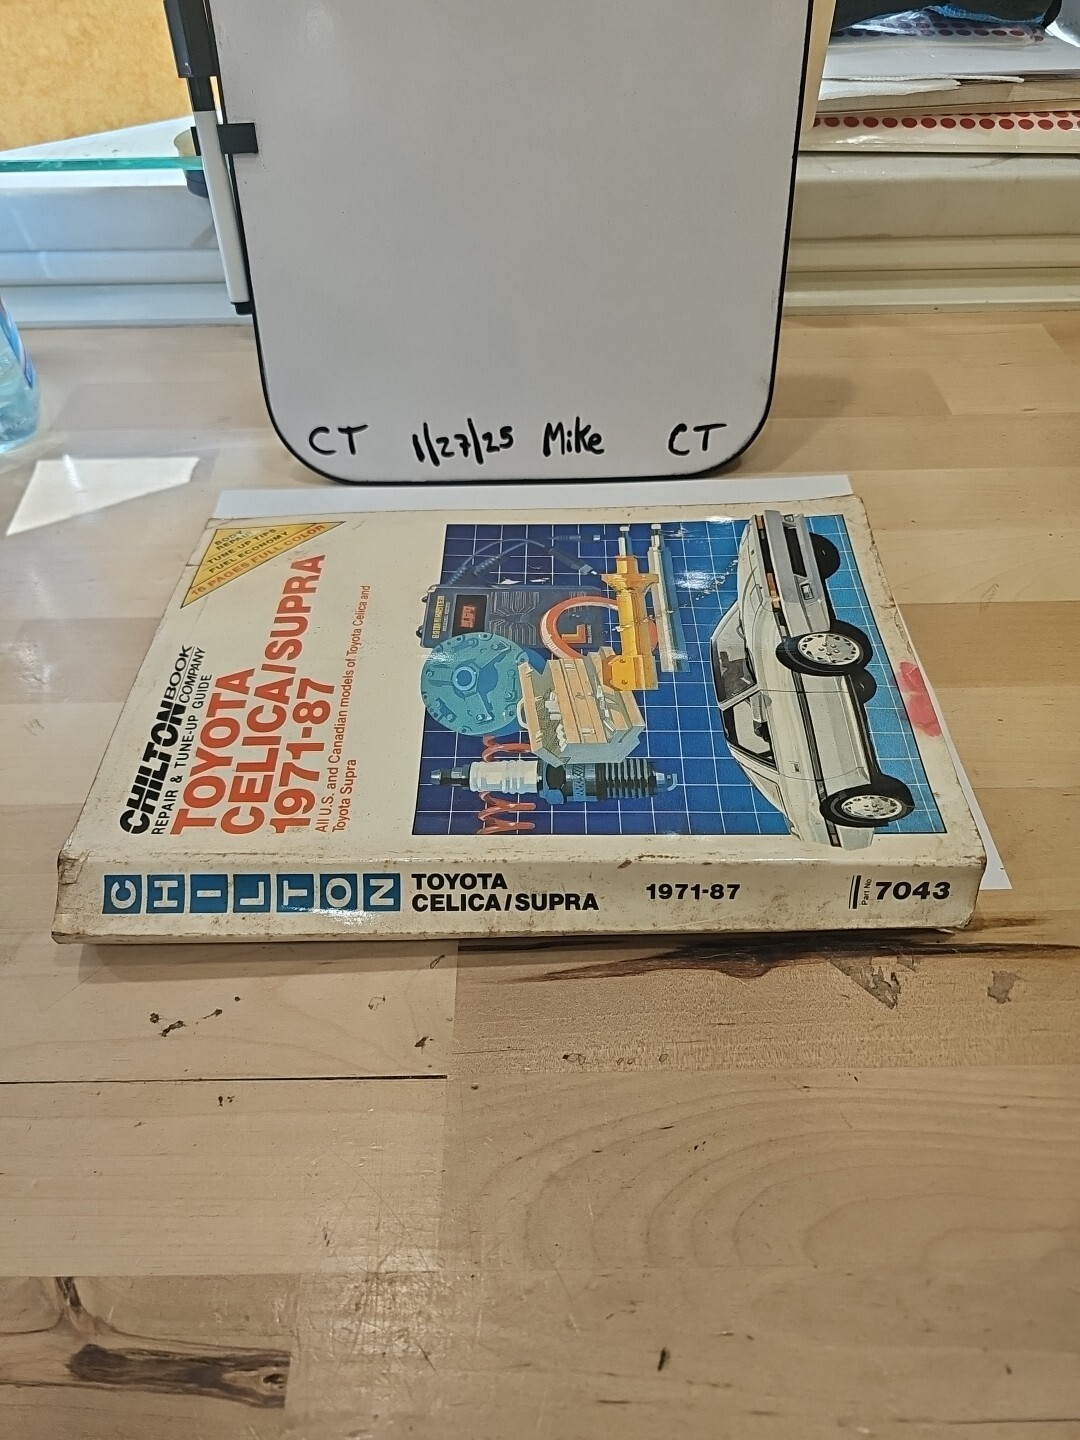 CT 1/27/25 Mike CT
BODY
REPAIR
TUNE-UP TIPS
FUEL ECONOMY
16 PAGES FULL COLOR
CHILTON BOOK
COMPANY
REPAIR & TUNE-UP GUIDE
TOYOTA
CELICA/SUPRA
1971-87
All U.S. and Canadian models of Toyota Celica and
Toyota Supra
CHILTON
TOYOTA
CELICA/SUPRA
1971-87
Part No.
7043